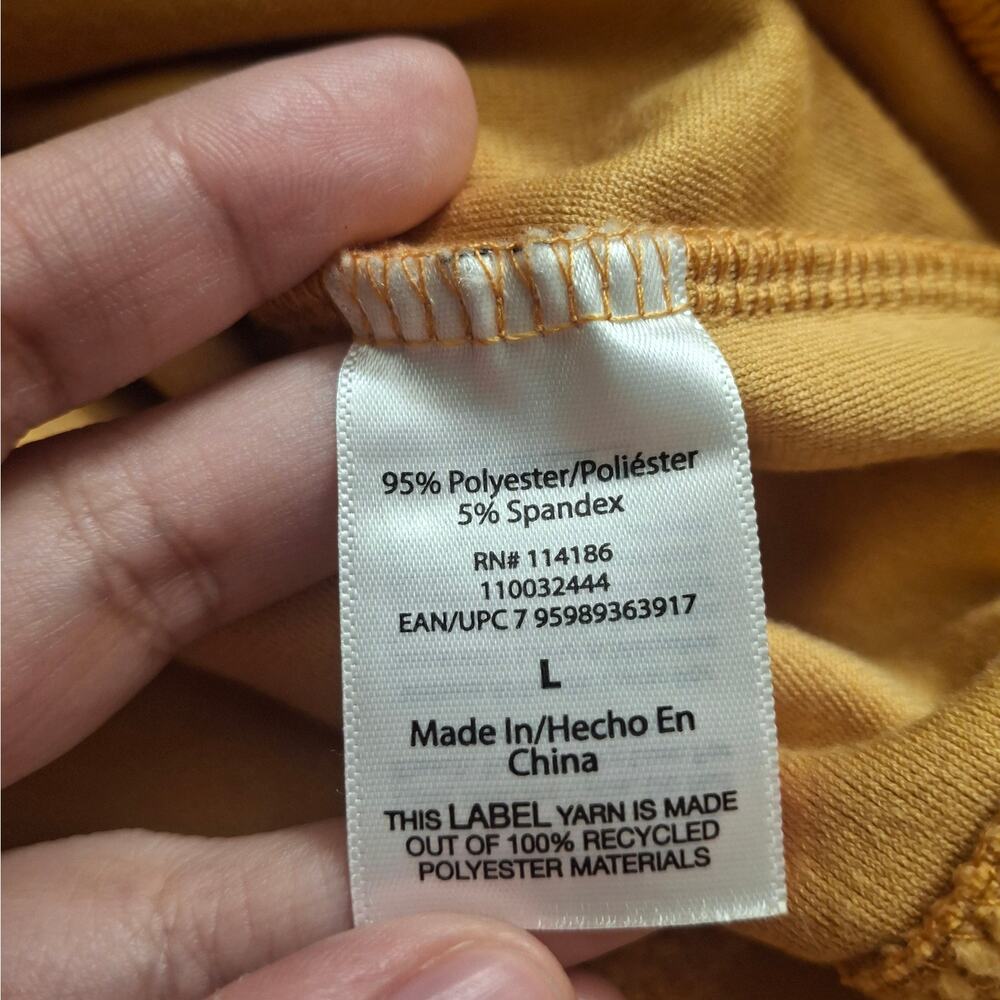 95% Polyester/Poliéster
5% Spandex
RN# 114186
110032444
EAN/UPC 7 95989363917
L
Made In/Hecho En
China
THIS LABEL YARN IS MADE
OUT OF 100% RECYCLED
POLYESTER MATERIALS